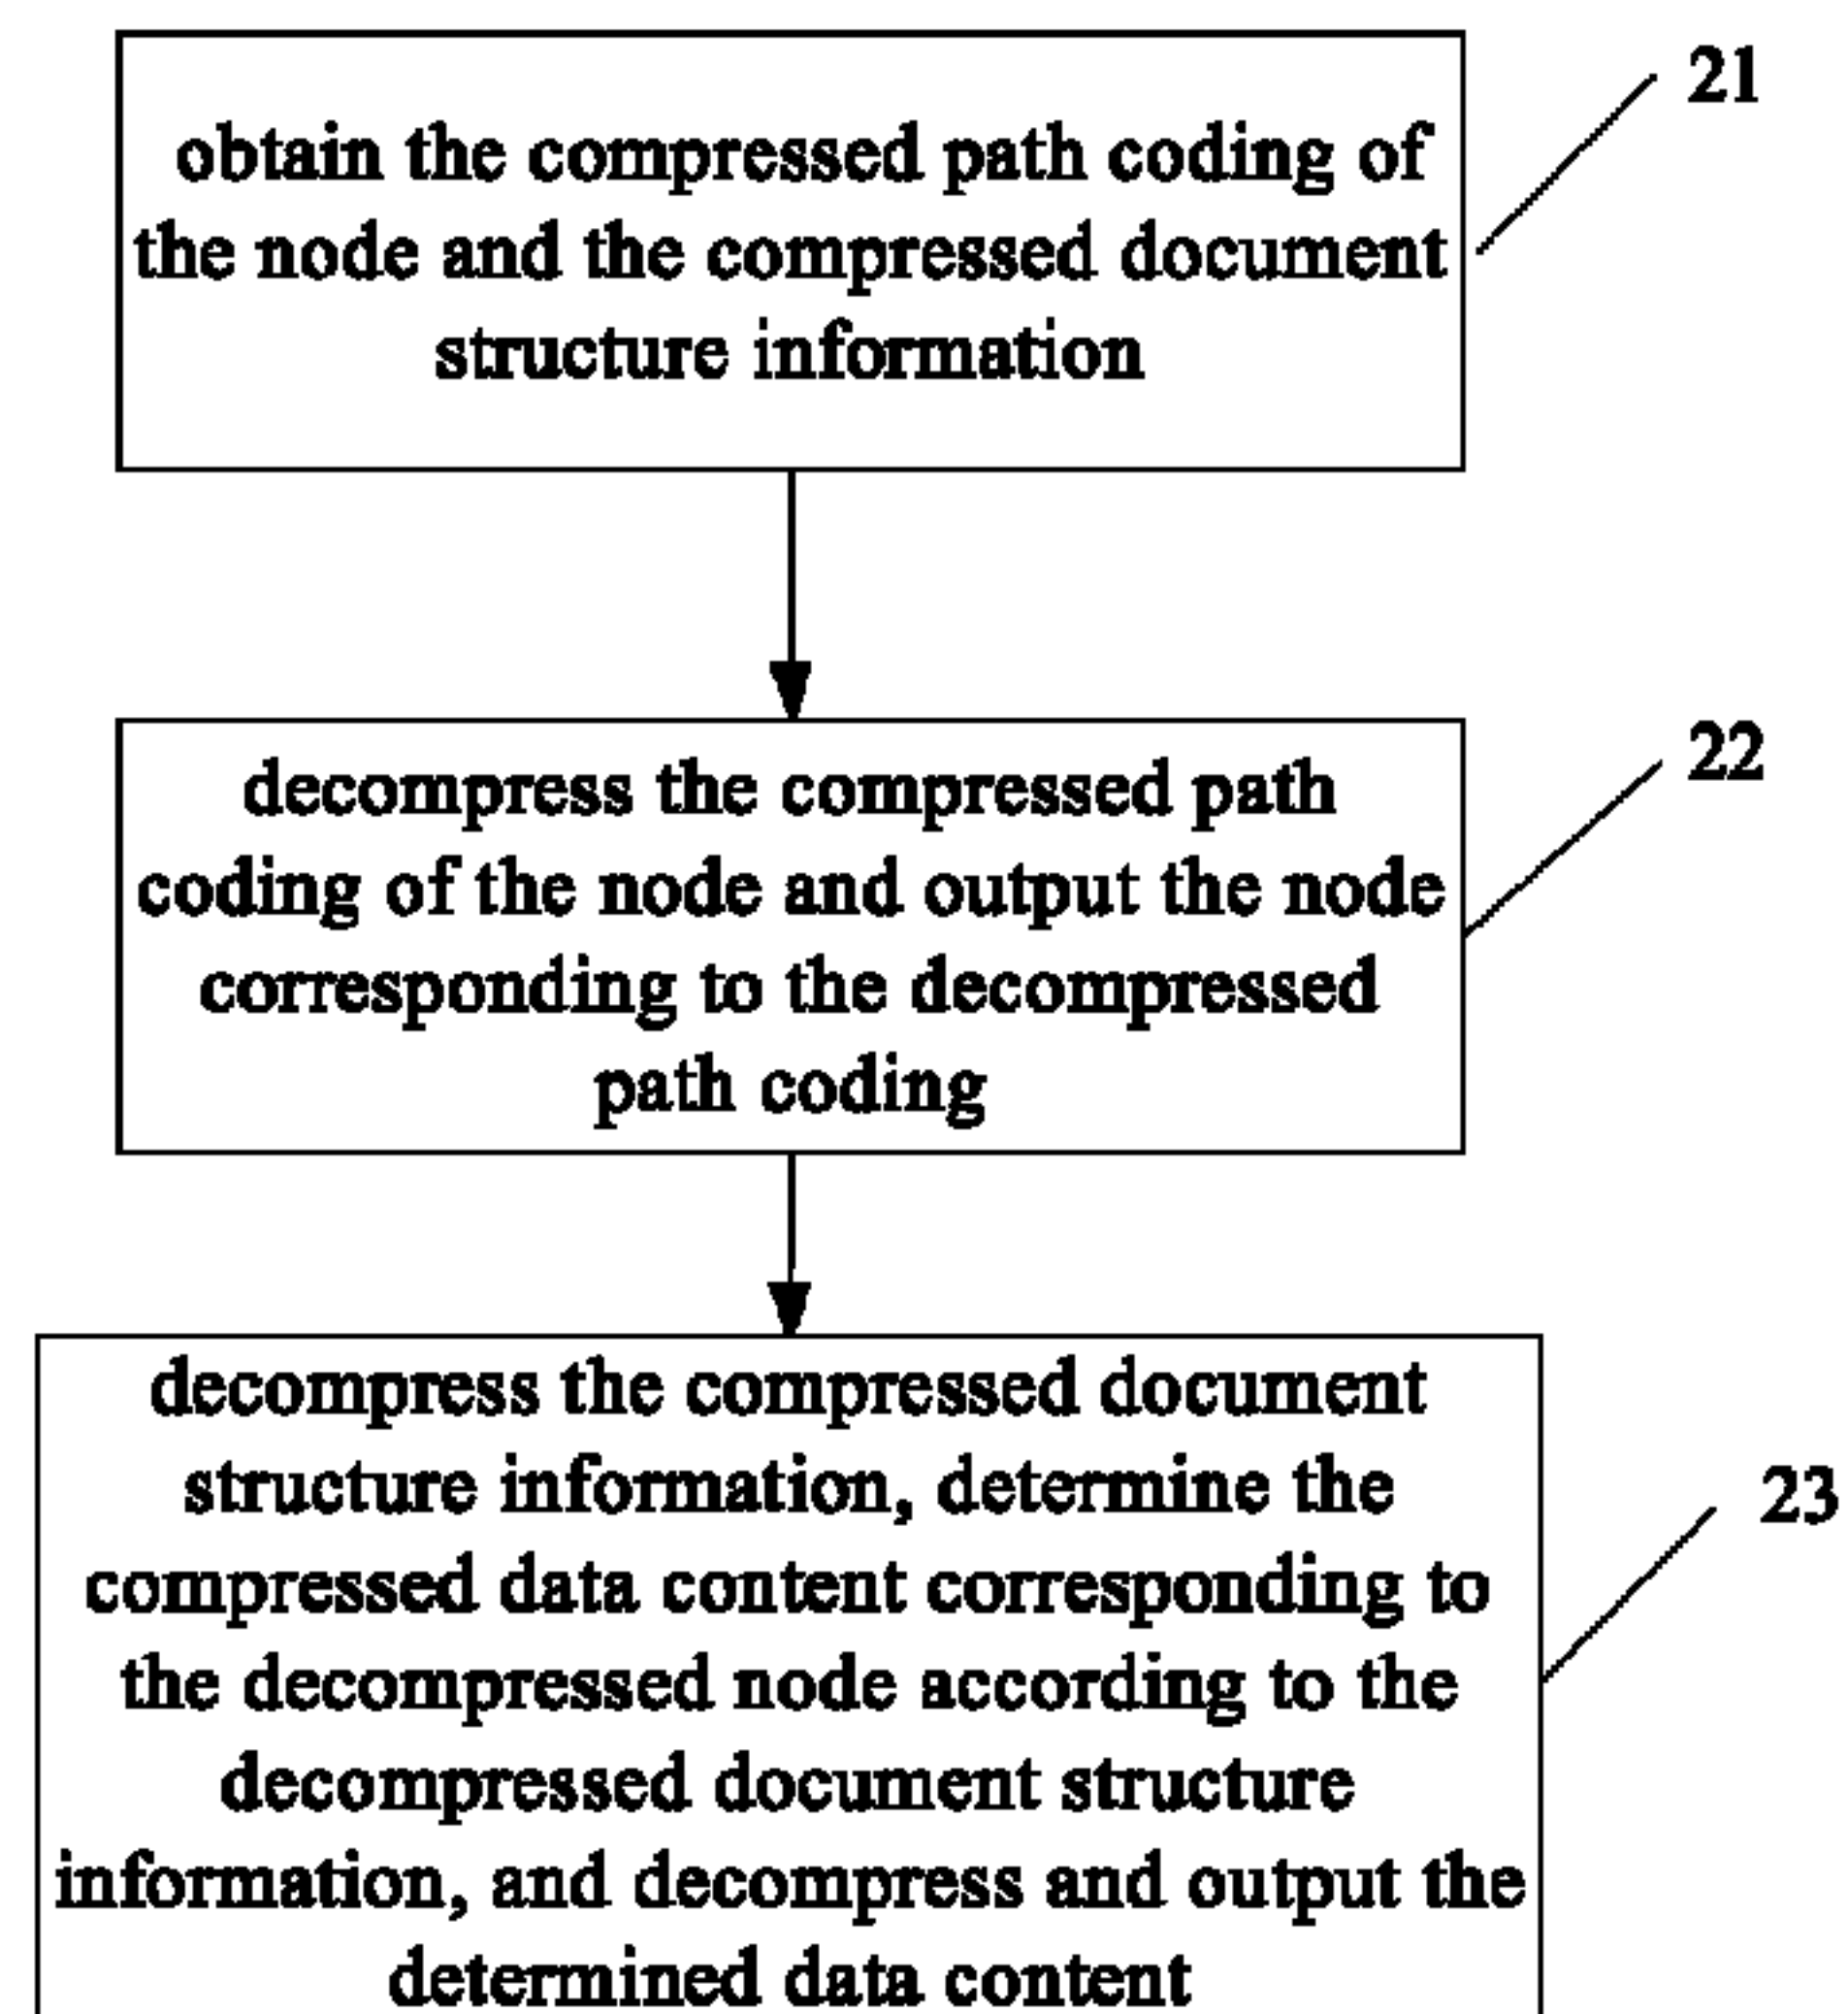 21
obtain the compressed path coding of
the node and the compressed document
structure information
22
decompress the compressed path
coding of the node and output the node
corresponding to the decompressed
path coding
decompress the compressed document
structure information, determine the
23
compressed data content corresponding to
the decompressed node according to the
decompressed document structure
information, and decompress and output the
determined data content